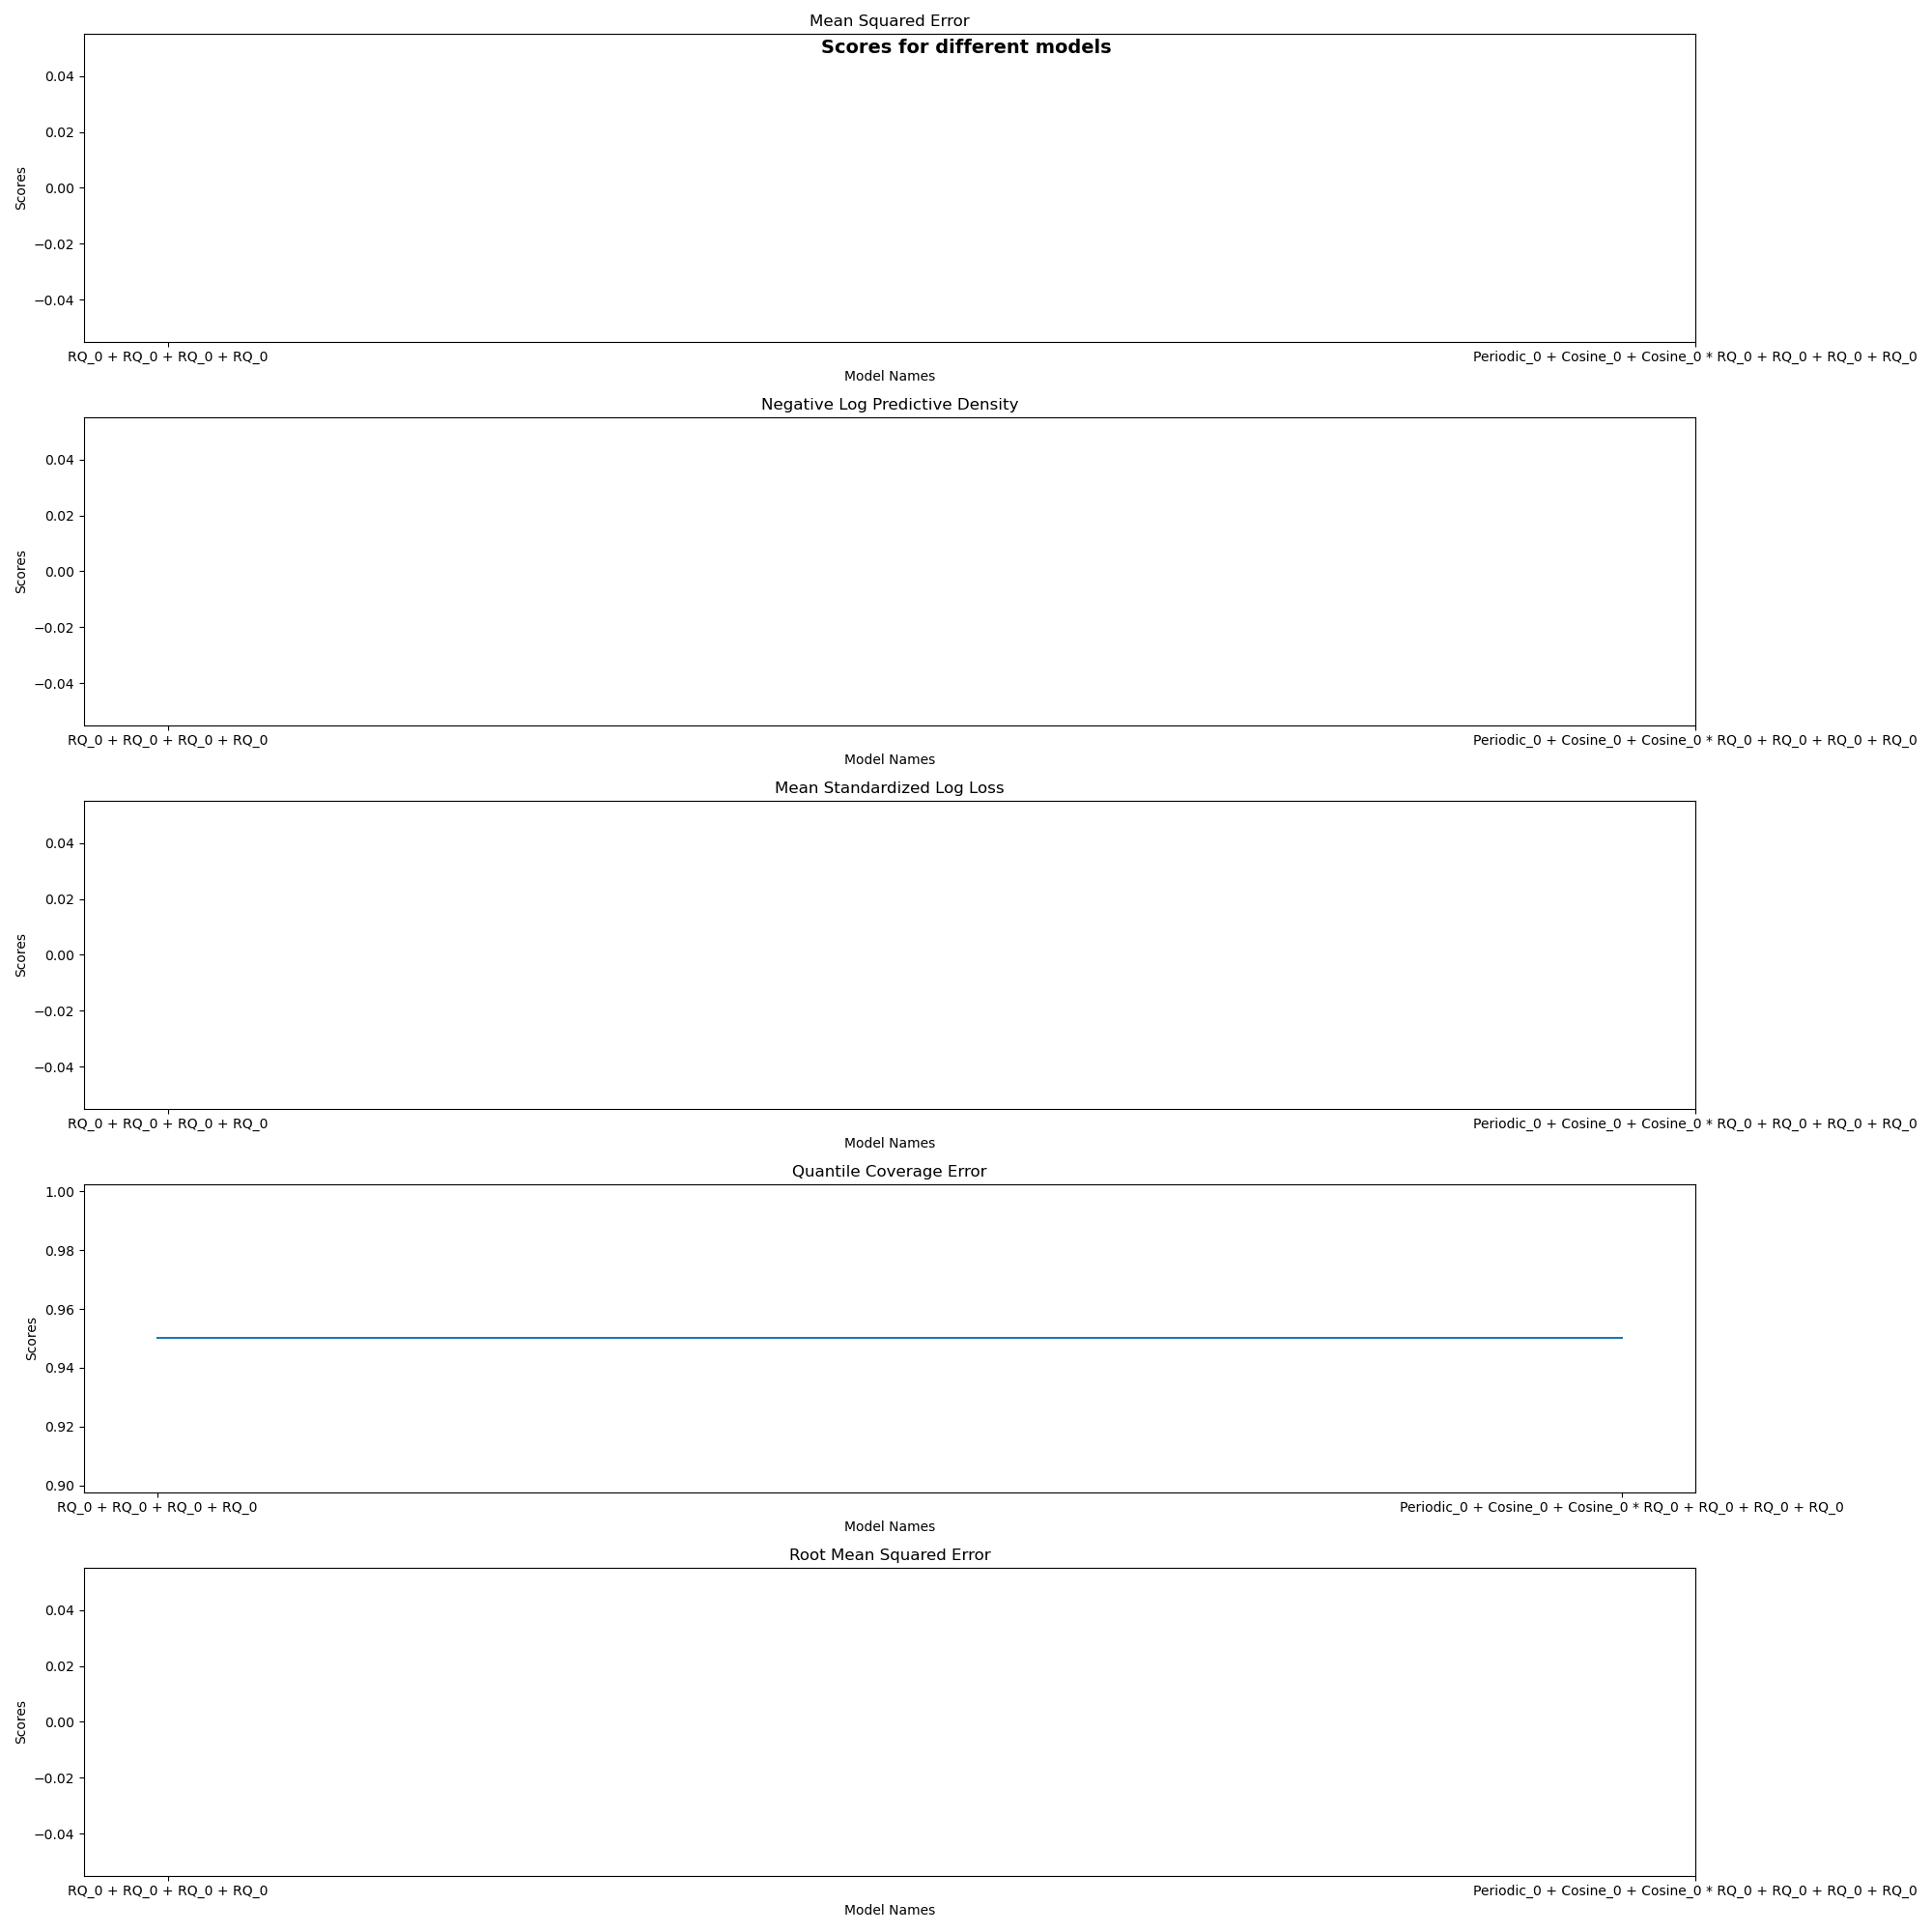 Mean Squared Error
Scores for different models
0.04
0.02
0.00
−0.02
−0.04
Scores
RQ_0 + RQ_0 + RQ_0 + RQ_0
Periodic_0 + Cosine_0 + Cosine_0 * RQ_0 + RQ_0 + RQ_0 + RQ_0
Model Names
Negative Log Predictive Density
0.04
0.02
0.00
−0.02
−0.04
Scores
RQ_0 + RQ_0 + RQ_0 + RQ_0
Periodic_0 + Cosine_0 + Cosine_0 * RQ_0 + RQ_0 + RQ_0 + RQ_0
Model Names
Mean Standardized Log Loss
0.04
0.02
0.00
−0.02
−0.04
Scores
RQ_0 + RQ_0 + RQ_0 + RQ_0
Periodic_0 + Cosine_0 + Cosine_0 * RQ_0 + RQ_0 + RQ_0 + RQ_0
Model Names
Quantile Coverage Error
1.00
0.98
0.96
0.94
0.92
0.90
Scores
RQ_0 + RQ_0 + RQ_0 + RQ_0
Periodic_0 + Cosine_0 + Cosine_0 * RQ_0 + RQ_0 + RQ_0 + RQ_0
Model Names
Root Mean Squared Error
0.04
0.02
0.00
−0.02
−0.04
Scores
RQ_0 + RQ_0 + RQ_0 + RQ_0
Periodic_0 + Cosine_0 + Cosine_0 * RQ_0 + RQ_0 + RQ_0 + RQ_0
Model Names